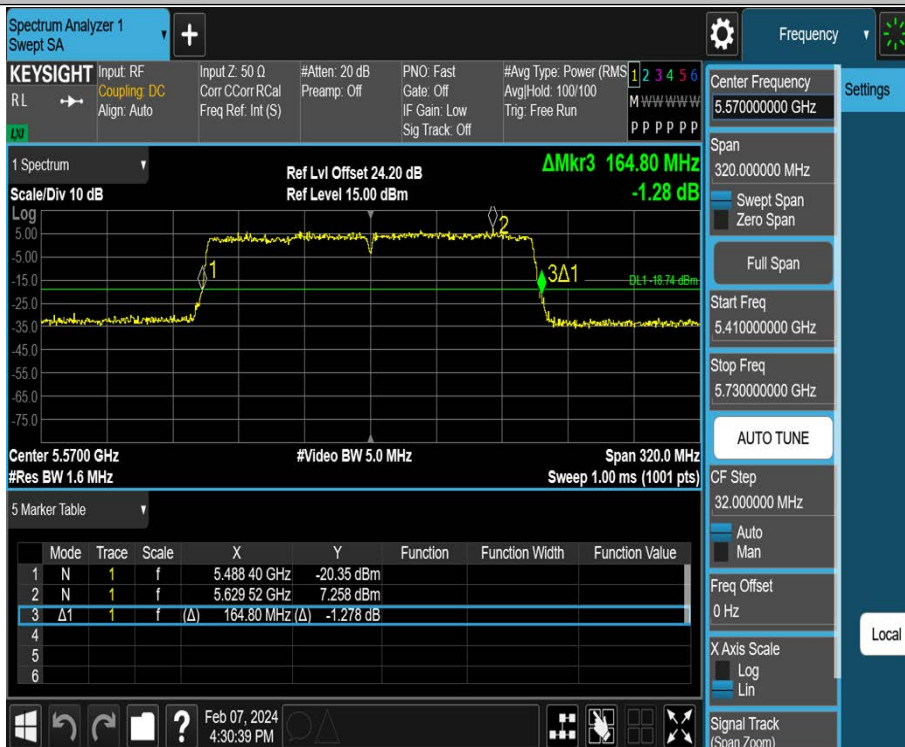 Spectrum Analyzer 1
Swept SA
+
Frequency
KEYSIGHT
RL
LXI
Input: RF
Coupling: DC
Align: Auto
Input Z: 50 Ω
Corr CCorr RCal
Freq Ref: Int (S)
#Atten: 20 dB
Preamp: Off
PNO: Fast
Gate: Off
IF Gain: Low
Sig Track: Off
#Avg Type: Power (RMS
Avg|Hold: 100/100
Trig: Free Run
1 2 3 4 5 6
M W W W W W
P P P P P P
1 Spectrum
Scale/Div 10 dB
Log
Ref Lvl Offset 24.20 dB
Ref Level 15.00 dBm
ΔMkr3 164.80 MHz
-1.28 dB
5.00
-5.00
-15.0
-25.0
-35.0
-45.0
-55.0
-65.0
-75.0
1
2
3Δ1
DL1 -18.74 dBm
Center 5.5700 GHz
#Res BW 1.6 MHz
#Video BW 5.0 MHz
Span 320.0 MHz
Sweep 1.00 ms (1001 pts)
5 Marker Table
Mode Trace Scale X Y Function Function Width Function Value
1 N 1 f 5.488 40 GHz -20.35 dBm
2 N 1 f 5.629 52 GHz 7.258 dBm
3 Δ1 1 f (Δ) 164.80 MHz (Δ) -1.278 dB
4
5
6
?
Feb 07, 2024
4:30:39 PM
Center Frequency
5.570000000 GHz
Span
320.000000 MHz
Swept Span
Zero Span
Full Span
Start Freq
5.410000000 GHz
Stop Freq
5.730000000 GHz
AUTO TUNE
CF Step
32.000000 MHz
Auto
Man
Freq Offset
0 Hz
X Axis Scale
Log
Lin
Signal Track
(Span Zoom)
Settings
Local